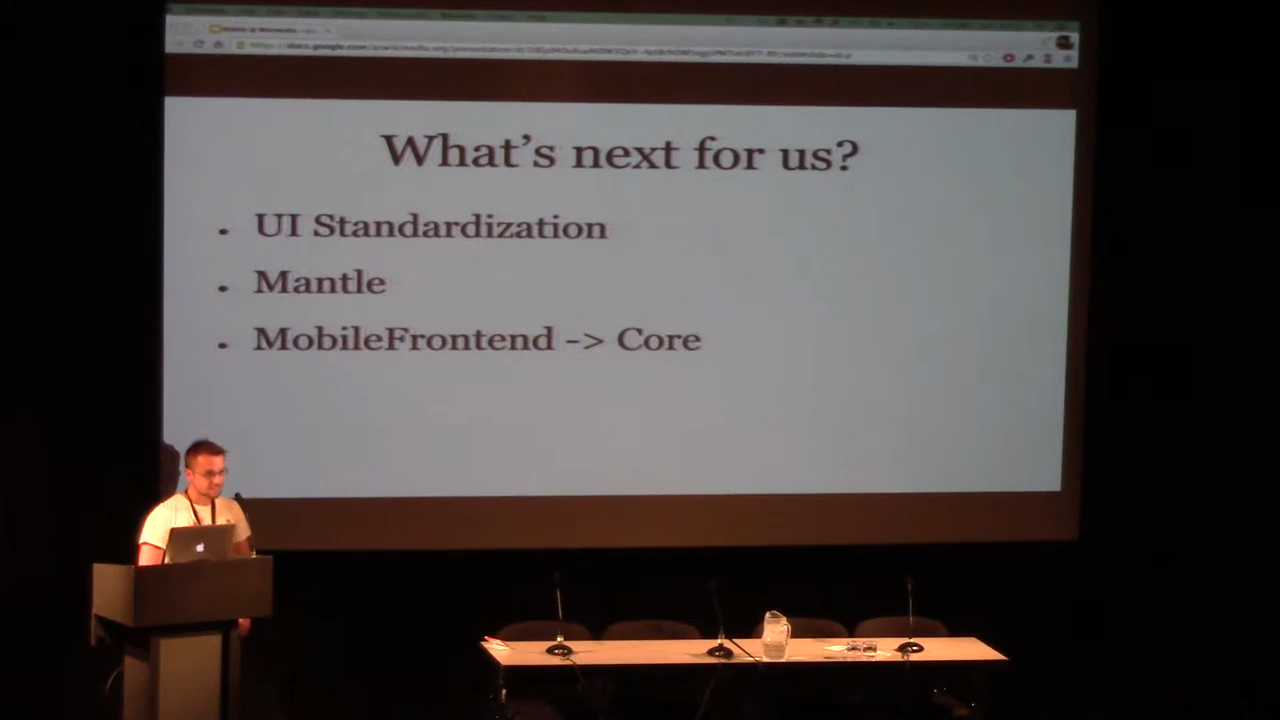 What's next for us?
UI Standardization
Mantle
MobileFrontend -> Core